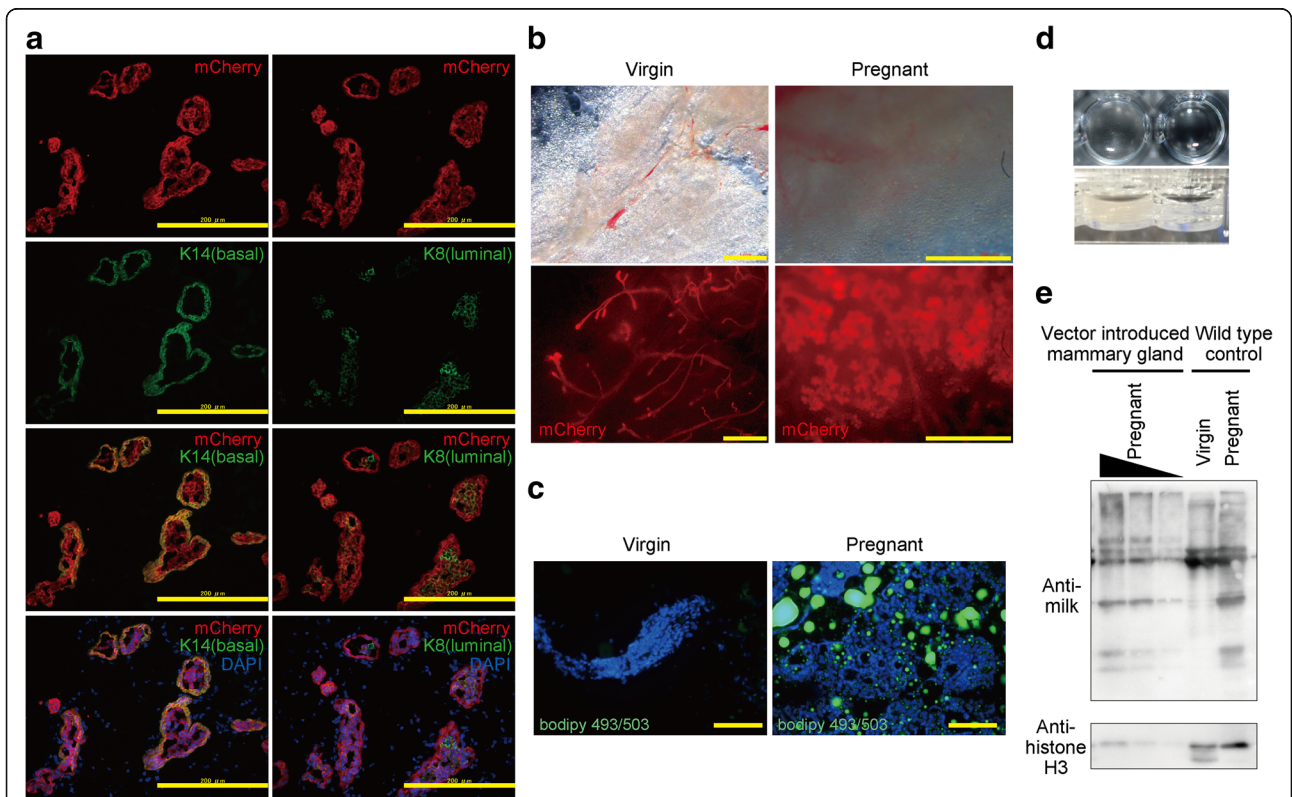 a
mCherry
mCherry
200 μm
200 μm
K14(basal)
K8(luminal)
200 μm
200 μm
mCherry
K14(basal)
mCherry
K8(luminal)
200 μm
200 μm
mCherry
K14(basal)
DAPI
mCherry
K8(luminal)
DAPI
200 μm
200 μm
b
Virgin
Pregnant
mCherry
mCherry
c
Virgin
Pregnant
bodipy 493/503
bodipy 493/503
d
e
Vector introduced
mammary gland
Wild type
control
Pregnant
Virgin
Pregnant
Anti-
milk
Anti-
histone
H3